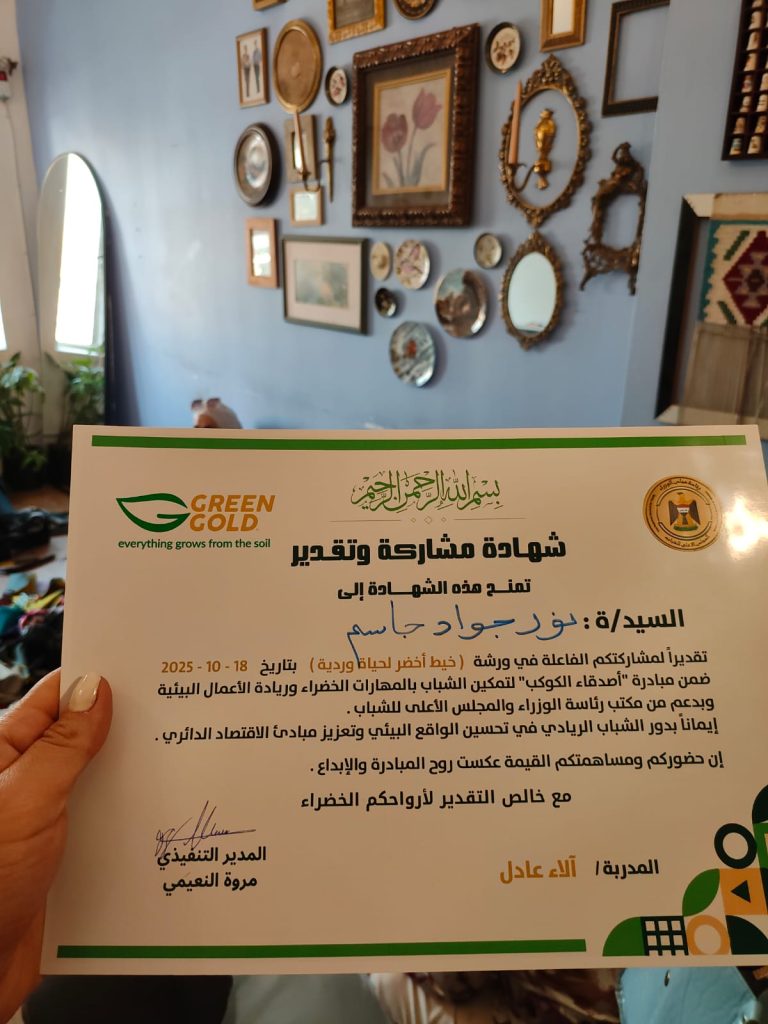 GREEN
GOLD
everything grows from the soil
بسم الله الرحمن الرحيم
شهادة مشاركة وتقدير
تمنح هذه الشهادة إلى
السيد/ة : نور جواد جاسم
تقديراً لمشاركتكم الفاعلة في ورشة ( خيط أخضر لحياة وردية ) بتاريخ 18 - 10 - 2025
ضمن مبادرة "أصدقاء الكوكب" لتمكين الشباب بالمهارات الخضراء وريادة الأعمال البيئية
وبدعم من مكتب رئاسة الوزراء والمجلس الأعلى للشباب .
إيماناً بدور الشباب الريادي في تحسين الواقع البيئي وتعزيز مبادئ الاقتصاد الدائري .
إن حضوركم ومساهمتكم القيمة عكست روح المبادرة والإبداع .
مع خالص التقدير لأرواحكم الخضراء
المدربة / آلاء عادل
المدير التنفيذي
مروة النعيمي